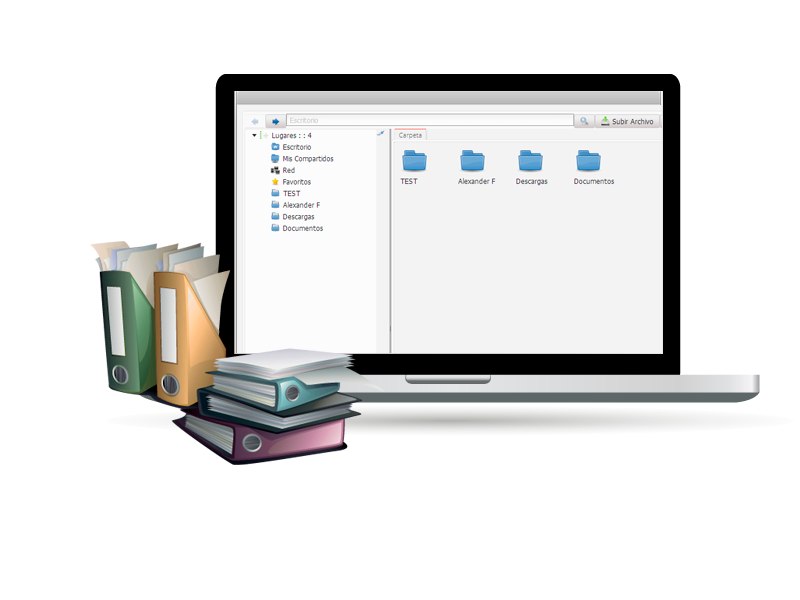 Escritorio
Subir Archivo
Lugares : : 4
Escritorio
Mis Compartidos
Red
Favoritos
TEST
Alexander F
Descargas
Documentos
Carpeta
TEST
Alexander F
Descargas
Documentos